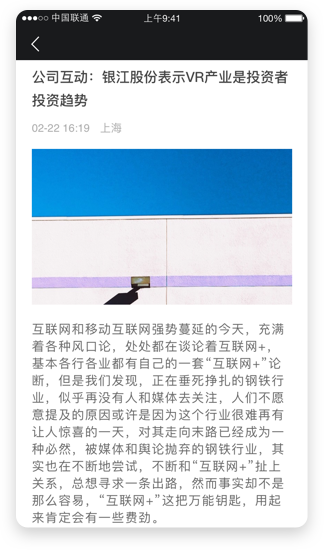 中国联通
上午9:41
100%
公司互动：银江股份表示VR产业是投资者
投资趋势
02-22 16:19 上海
互联网和移动互联网强势蔓延的今天，充满
着各种风口论，处处都在谈论着互联网+，
基本各行各业都有自己的一套“互联网+”论
断，但是我们发现，正在垂死挣扎的钢铁行
业，似乎再没有人和媒体去关注，人们不愿
意提及的原因或许是因为这个行业很难再有
让人惊喜的一天，对其走向末路已经成为一
种必然，被媒体和舆论抛弃的钢铁行业，其
实也在不断地尝试，不断和“互联网+”扯上
关系，总想寻求一条出路，然而事实却不是
那么容易，“互联网+”这把万能钥匙，用起
来肯定会有一些费劲。